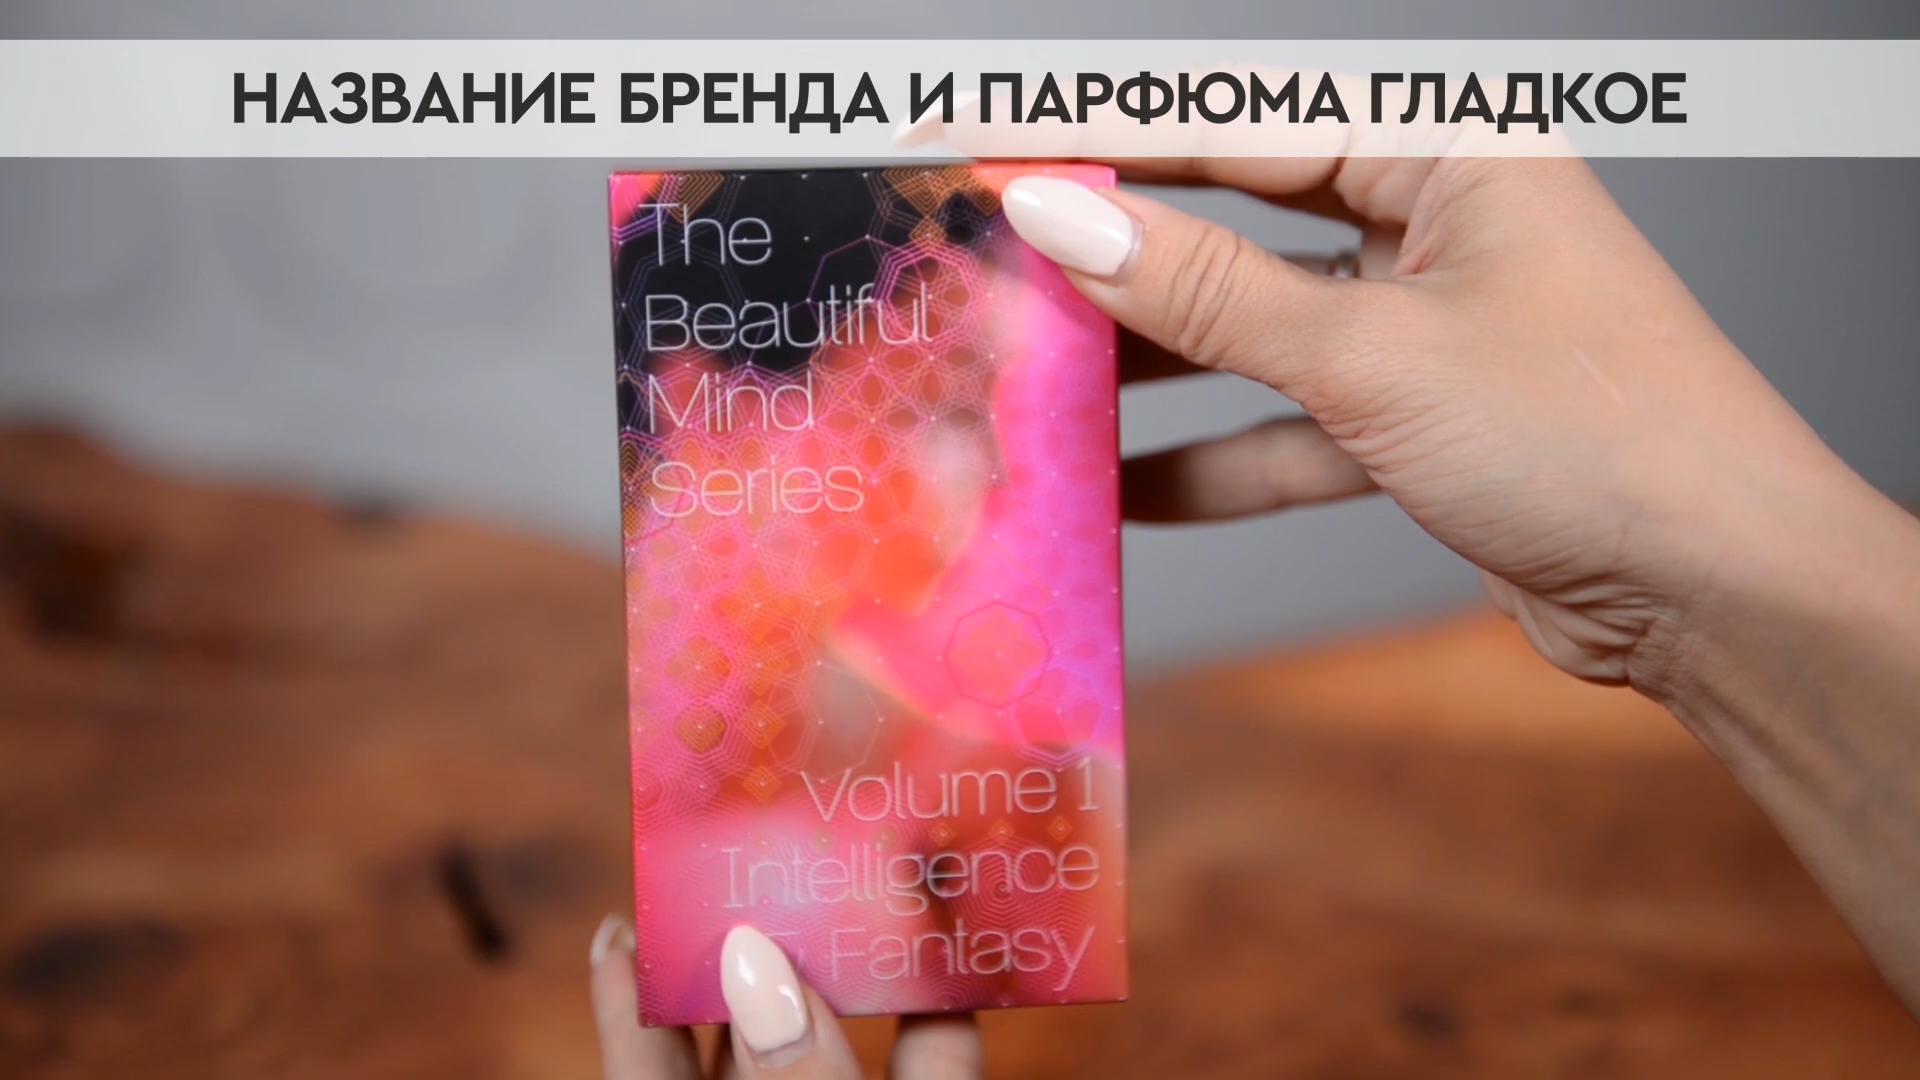 НАЗВАНИЕ БРЕНДА И ПАРФЮМА ГЛАДКОЕ
The
Beautiful
Mind
Series
Volume 1
Intelligence
& Fantasy